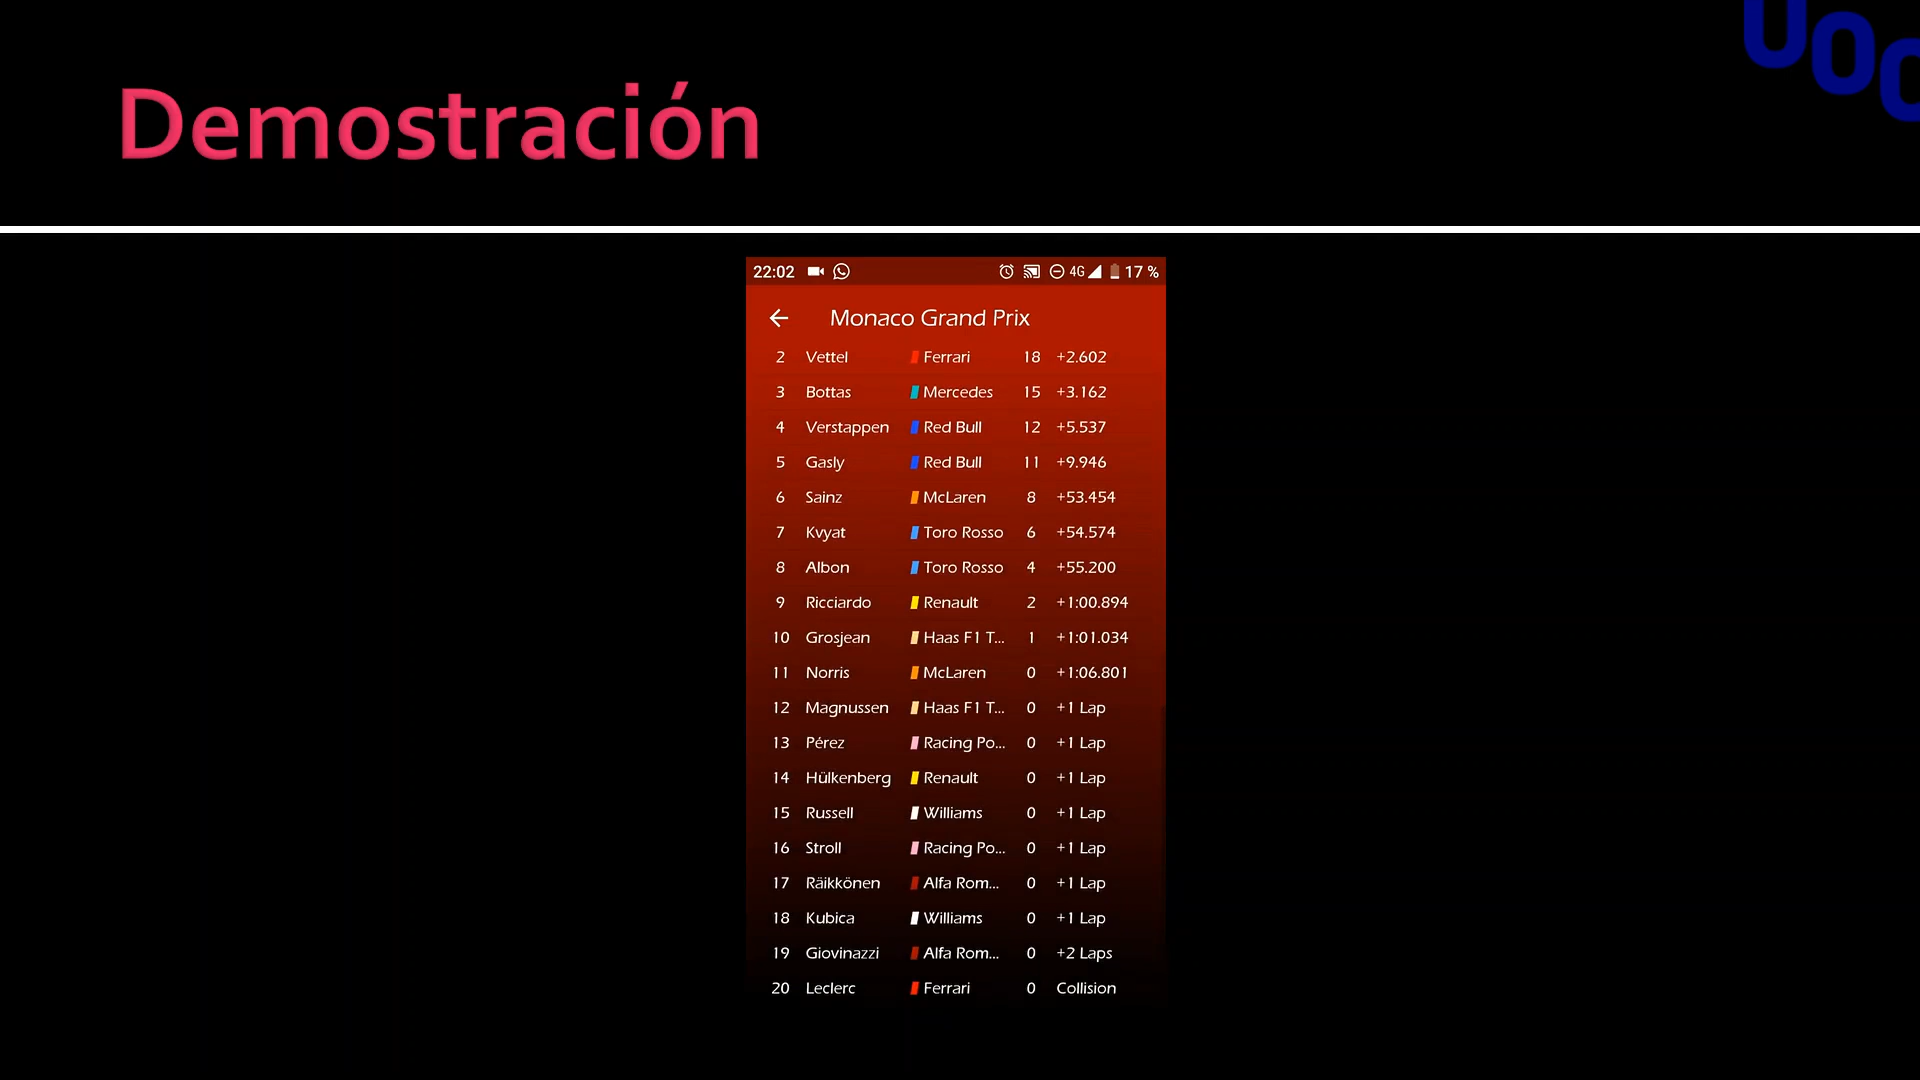 UOC
Demostración
22:02 4G 17 %
Monaco Grand Prix
2 Vettel Ferrari 18 +2.602
3 Bottas Mercedes 15 +3.162
4 Verstappen Red Bull 12 +5.537
5 Gasly Red Bull 11 +9.946
6 Sainz McLaren 8 +53.454
7 Kvyat Toro Rosso 6 +54.574
8 Albon Toro Rosso 4 +55.200
9 Ricciardo Renault 2 +1:00.894
10 Grosjean Haas F1 T... 1 +1:01.034
11 Norris McLaren 0 +1:06.801
12 Magnussen Haas F1 T... 0 +1 Lap
13 Pérez Racing Po... 0 +1 Lap
14 Hülkenberg Renault 0 +1 Lap
15 Russell Williams 0 +1 Lap
16 Stroll Racing Po... 0 +1 Lap
17 Räikkönen Alfa Rom... 0 +1 Lap
18 Kubica Williams 0 +1 Lap
19 Giovinazzi Alfa Rom... 0 +2 Laps
20 Leclerc Ferrari 0 Collision